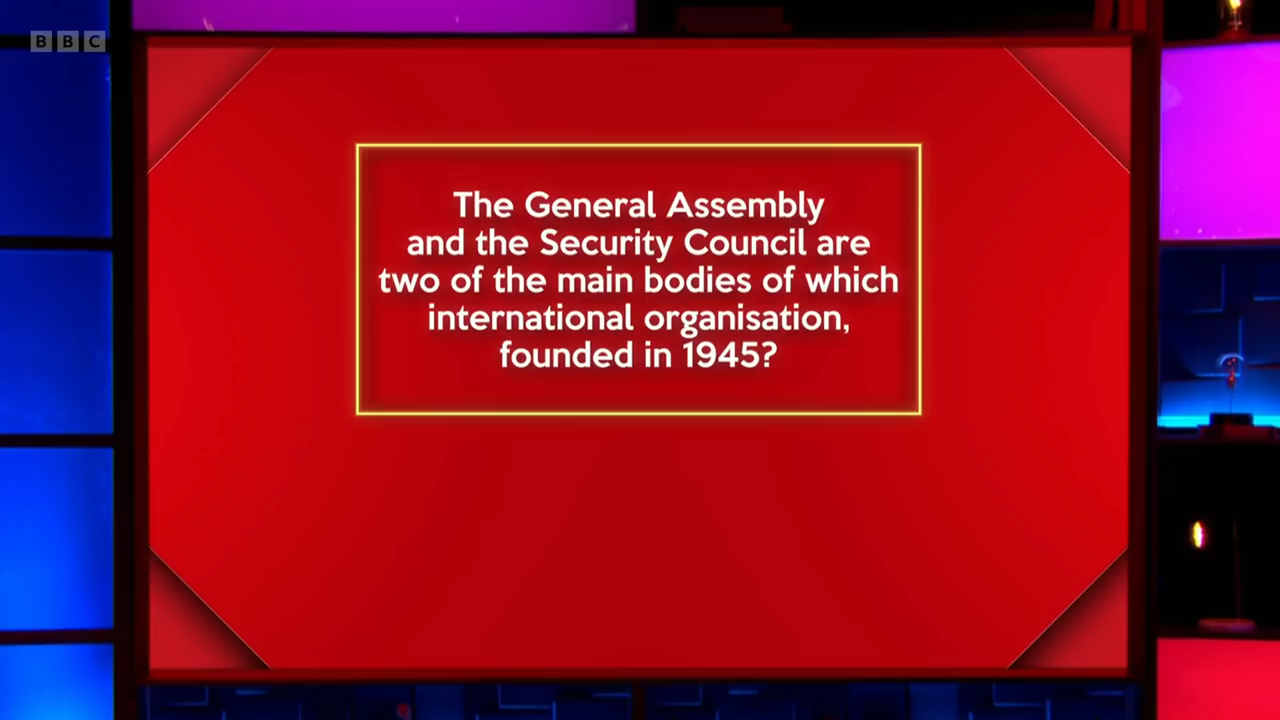 BBC
The General Assembly
and the Security Council are
two of the main bodies of which
international organisation,
founded in 1945?